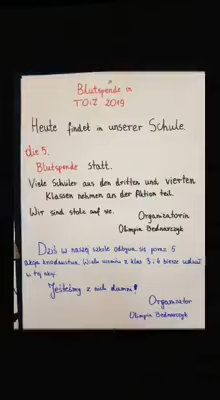 Blutspende in
TOiZ 2019
Heute findet in unserer Schule
die 5.
Blutspende statt.
Viele Schüler aus den dritten und vierten
Klassen nehmen an der Aktion teil.
Wir sind stolz auf sie.
Organizatorin
Olimpia Bednarczyk
Dziś w naszej szkole odbywa się poraz 5
akcja krwiodawstwa. Wielu uczniów z klas 3 i 4 bierze udział
w tej akcji.
Jesteśmy z nich dumni!
Organizator
Olimpia Bednarczyk